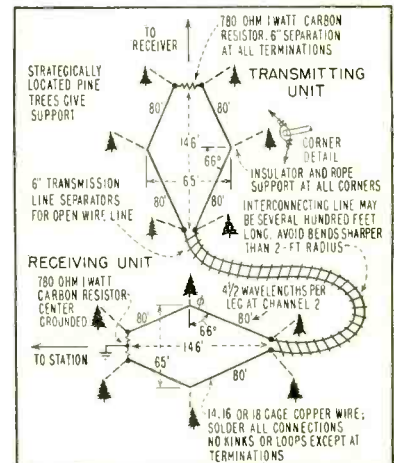 TO
RECEIVER
780 OHM 1 WATT CARBON
RESISTOR. 6" SEPARATION
AT ALL TERMINATIONS
STRATEGICALLY
LOCATED PINE
TREES GIVE
SUPPORT
TRANSMITTING
UNIT
80'
80'
146'
66°
65'
80'
80'
CORNER
DETAIL
INSULATOR AND ROPE
SUPPORT AT ALL CORNERS
6" TRANSMISSION
LINE SEPARATORS
FOR OPEN WIRE LINE
INTERCONNECTING LINE MAY
BE SEVERAL HUNDRED FEET
LONG. AVOID BENDS SHARPER
THAN 2-FT RADIUS
RECEIVING UNIT
780 OHM 1 WATT
CARBON RESISTOR-
CENTER
GROUNDED
4½ WAVELENGTHS PER
LEG AT CHANNEL 2
80'
ϕ
66°
80'
146'
65'
TO STATION
80'
80'
14, 16 OR 18 GAGE COPPER WIRE;
SOLDER ALL CONNECTIONS
NO KINKS OR LOOPS EXCEPT AT
TERMINATIONS